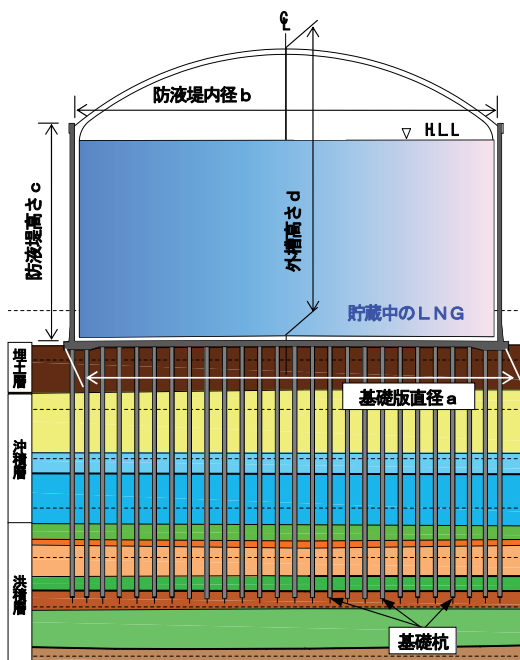 ℄
防液堤内径b
H.L.L
防液堤高さc
外槽高さd
貯蔵中のLNG
埋土層
基礎版直径a
沖積層
洪積層
基礎杭